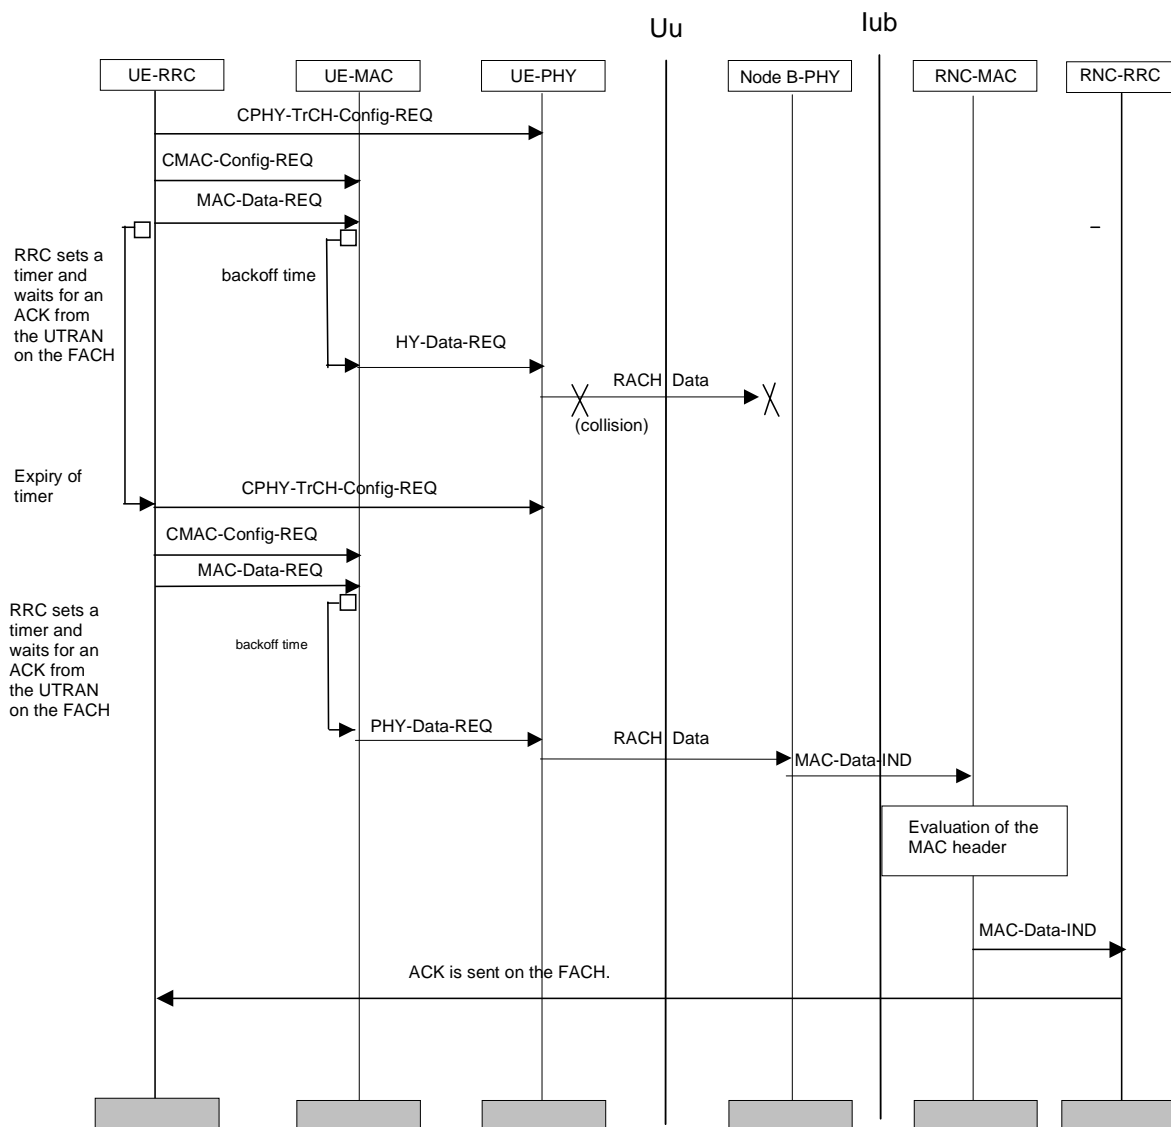 Uu
Iub
UE-RRC
UE-MAC
UE-PHY
Node B-PHY
RNC-MAC
RNC-RRC
CPHY-TrCH-Config-REQ
CMAC-Config-REQ
MAC-Data-REQ
RRC sets a
timer and
waits for an
ACK from
the UTRAN
on the FACH
backoff time
HY-Data-REQ
RACH Data
(collision)
Expiry of
timer
CPHY-TrCH-Config-REQ
CMAC-Config-REQ
MAC-Data-REQ
RRC sets a
timer and
waits for an
ACK from
the UTRAN
on the FACH
backoff time
PHY-Data-REQ
RACH Data
MAC-Data-IND
Evaluation of the
MAC header
MAC-Data-IND
ACK is sent on the FACH.